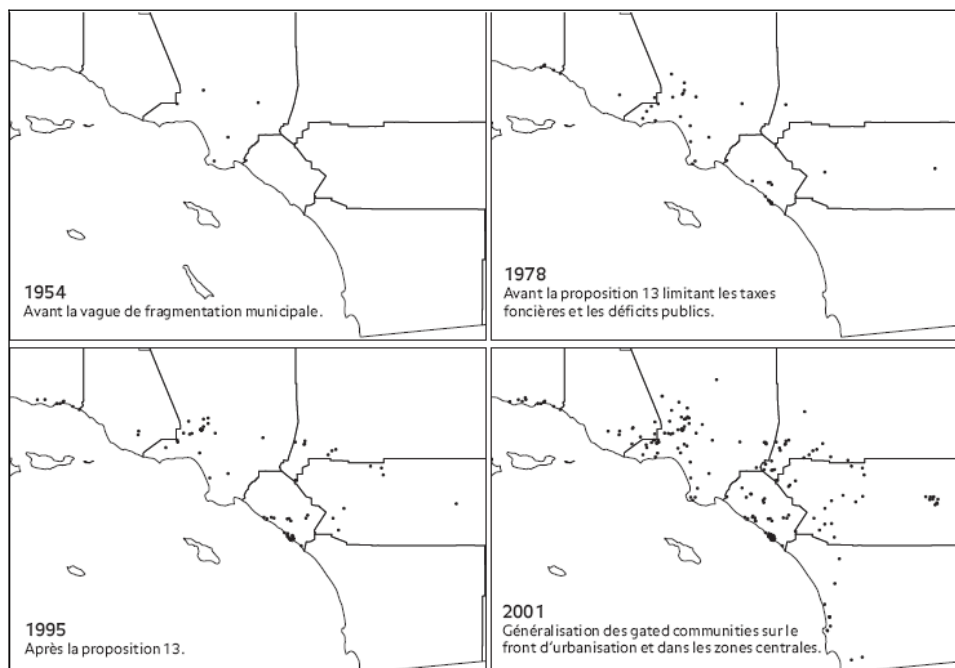 1954
Avant la vague de fragmentation municipale.
1978
Avant la proposition 13 limitant les taxes
foncières et les déficits publics.
1995
Après la proposition 13.
2001
Généralisation des gated communities sur le
front d'urbanisation et dans les zones centrales.